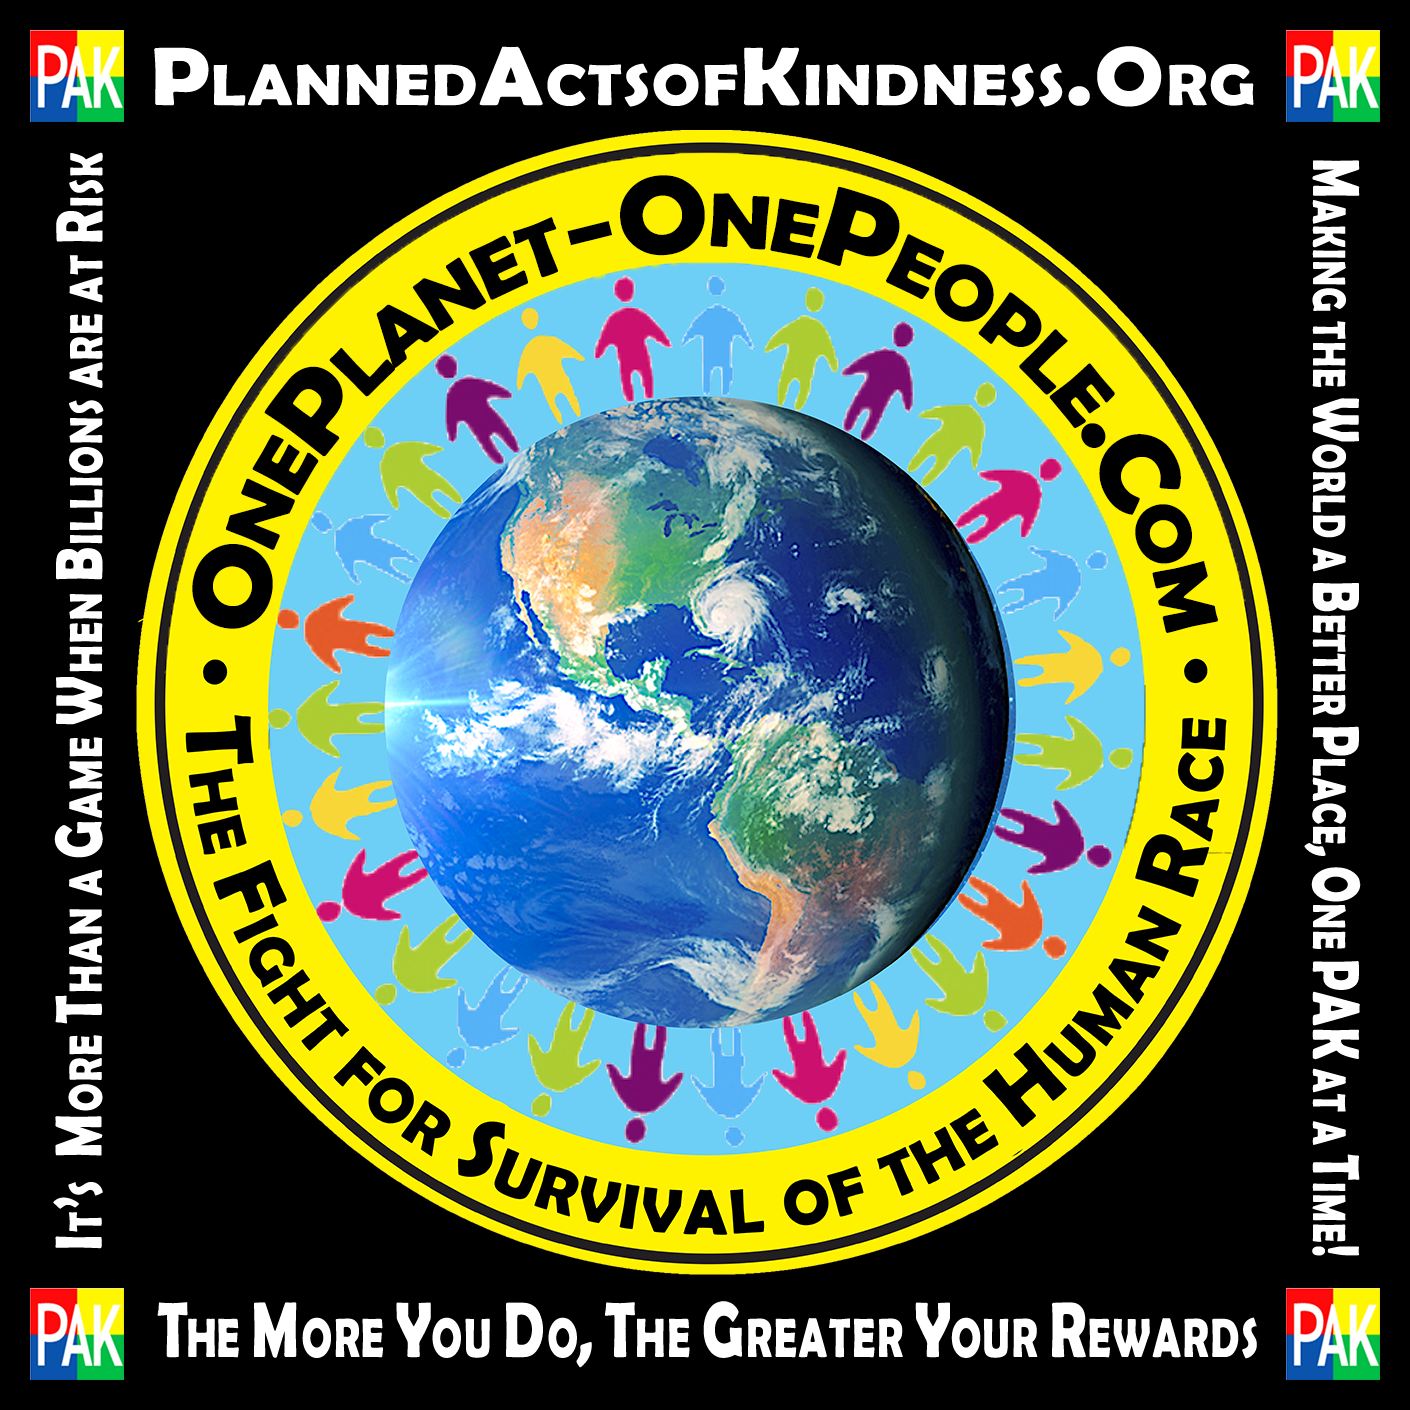 PAK
PlannedActsofKindness.Org
PAK
It's More Than a Game When Billions are at Risk
OnePlanet-OnePeople.Com
• The Fight for Survival of the Human Race •
Making the World a Better Place, One PAK at a Time!
PAK
The More You Do, The Greater Your Rewards
PAK